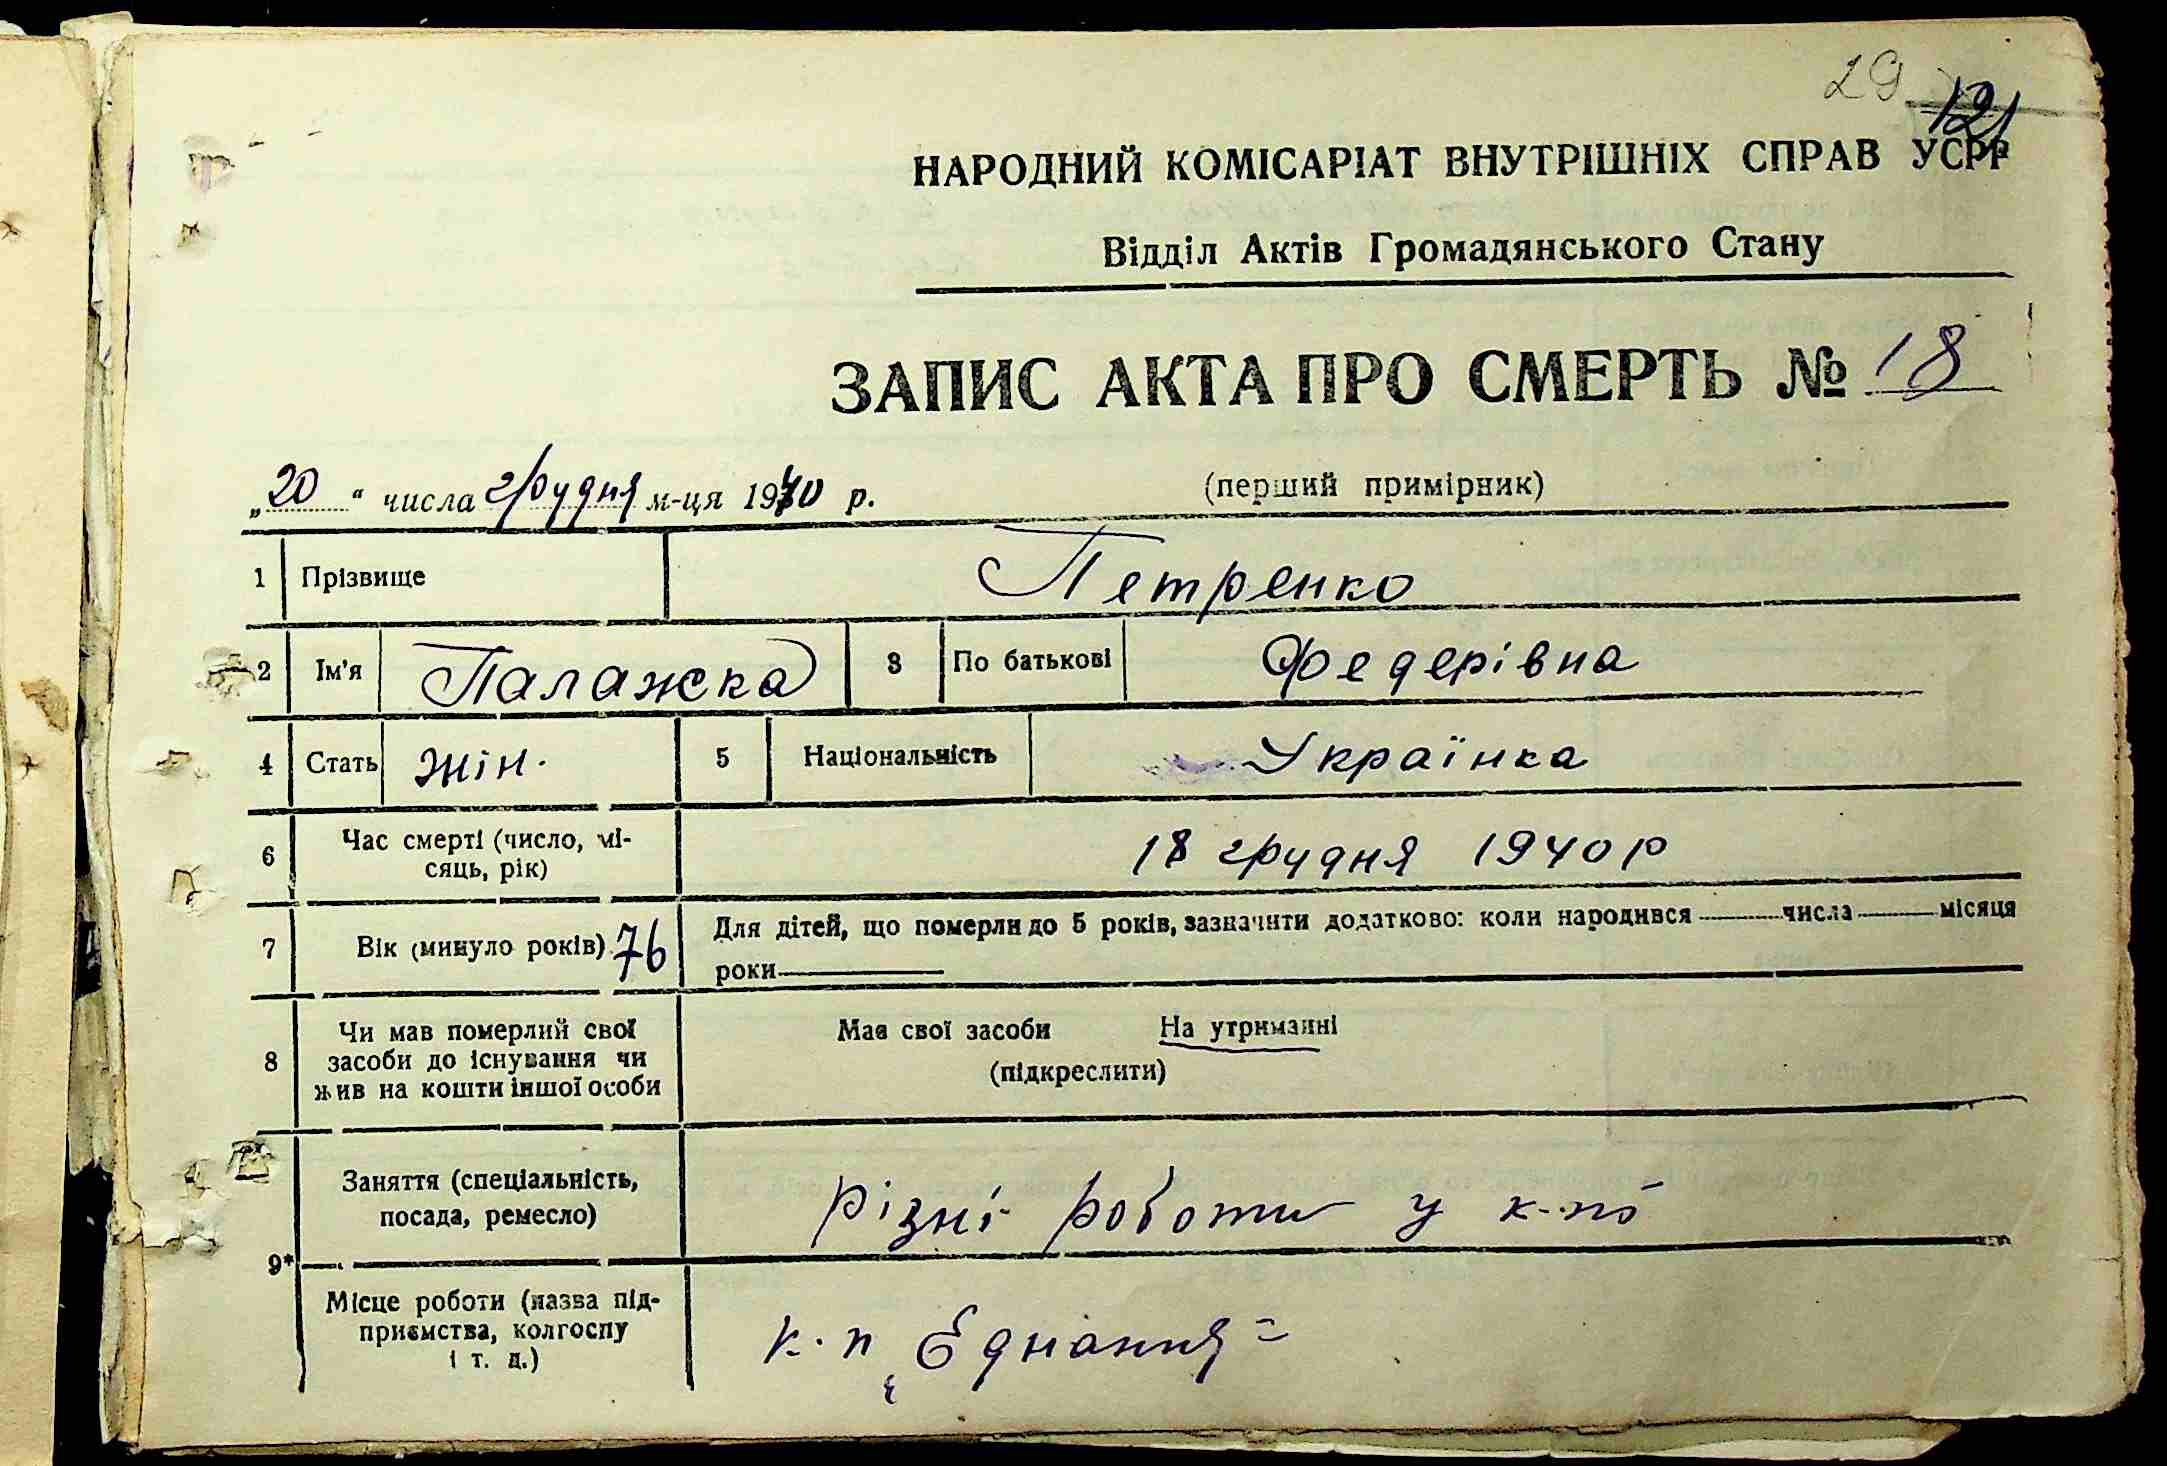 29
121
НАРОДНИЙ КОМІСАРІАТ ВНУТРІШНІХ СПРАВ УСРР
Відділ Актів Громадянського Стану
ЗАПИС АКТА ПРО СМЕРТЬ № 18
„20“ числа грудня м-ця 1940 р. (перший примірник)
1 Прізвище Петренко
2 Ім'я Палажка 3 По батькові Федерівна
4 Стать жін. 5 Національність Українка
6 Час смерті (число, мі-
сяць, рік) 18 грудня 1940 р
7 Вік (минуло років) 76 Для дітей, що померли до 5 років, зазначити додатково: коли народився числа місяця
роки
8 Чи мав померлий свої
засоби до існування чи
жив на кошти іншої особи
Мав свої засоби На утриманні
(підкреслити)
9* Заняття (спеціальність,
посада, ремесло) різні роботи у к-пі
Місце роботи (назва під-
приємства, колгоспу
і т. д.) к.п „Єднання"